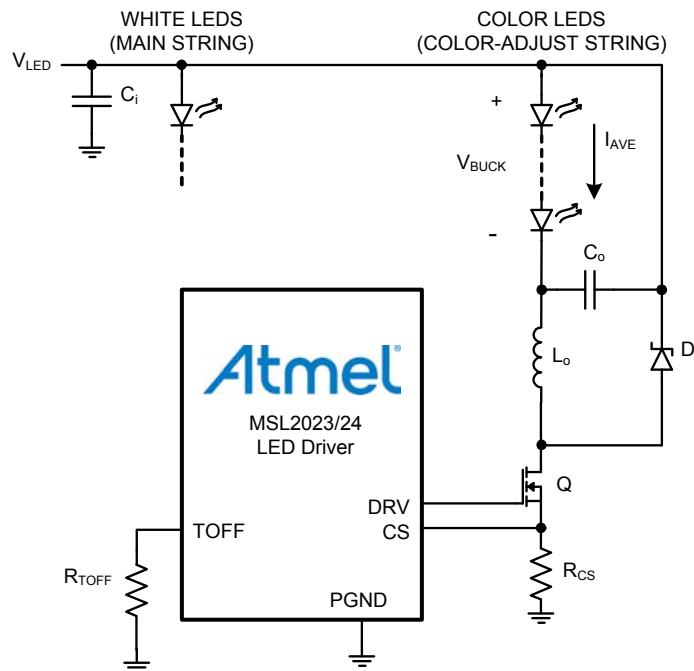 WHITE LEDS
(MAIN STRING)
COLOR LEDS
(COLOR-ADJUST STRING)
VLED
Ci
+
IAVE
VBUCK
-
Co
D
Lo
Atmel®
MSL2023/24
LED Driver
Q
DRV
TOFF
CS
RTOFF
RCS
PGND